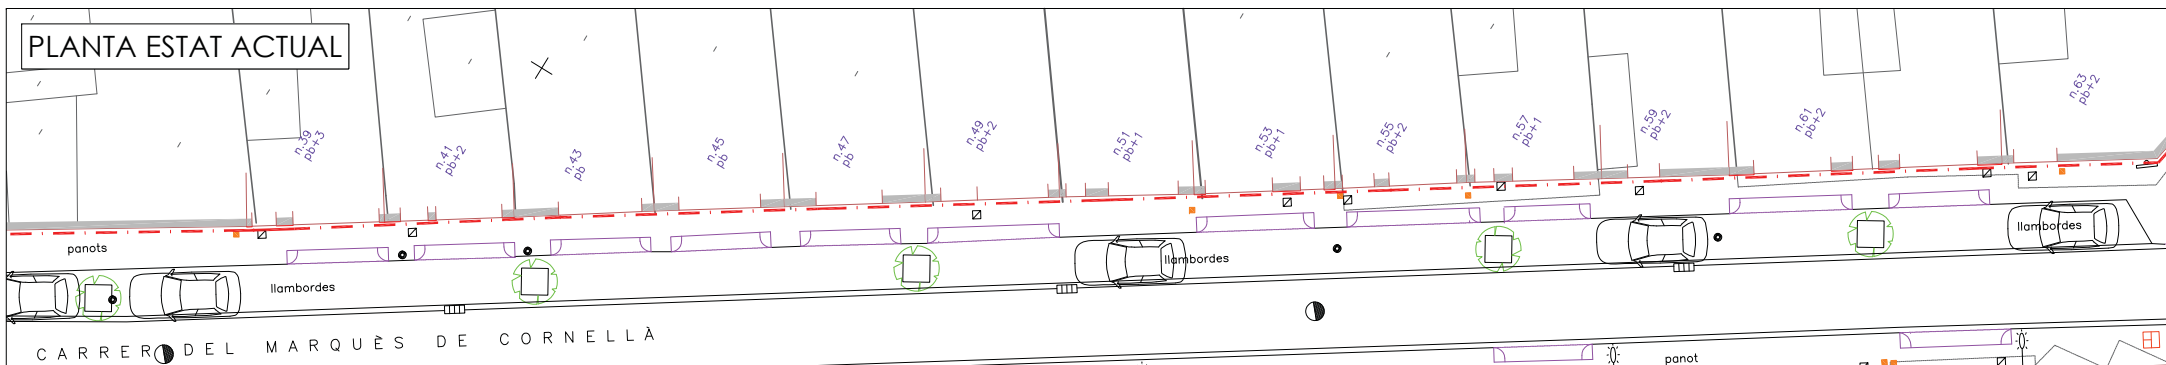 PLANTA ESTAT ACTUAL
n.39
pb+3
n.41
pb+2
n.43
pb
n.45
pb
n.47
pb
n.49
pb+2
n.51
pb+1
n.53
pb+1
n.55
pb+2
n.57
pb+1
n.59
pb+2
n.61
pb+2
n.63
pb+2
panots
llambordes
llambordes
llambordes
CARRER DEL MARQUÈS DE CORNELLÀ
panot